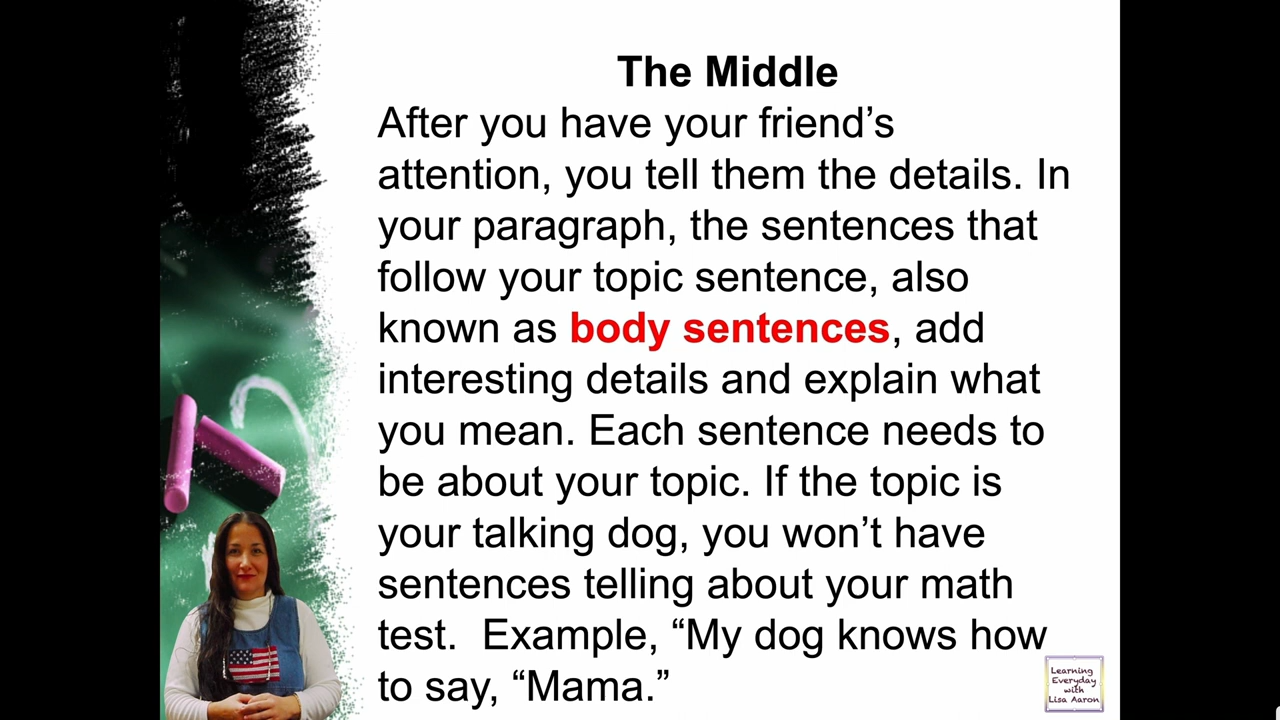 The Middle
After you have your friend’s
attention, you tell them the details. In
your paragraph, the sentences that
follow your topic sentence, also
known as body sentences, add
interesting details and explain what
you mean. Each sentence needs to
be about your topic. If the topic is
your talking dog, you won’t have
sentences telling about your math
test.  Example, “My dog knows how
to say, “Mama.”
Learning
Everyday
with
Lisa Aaron